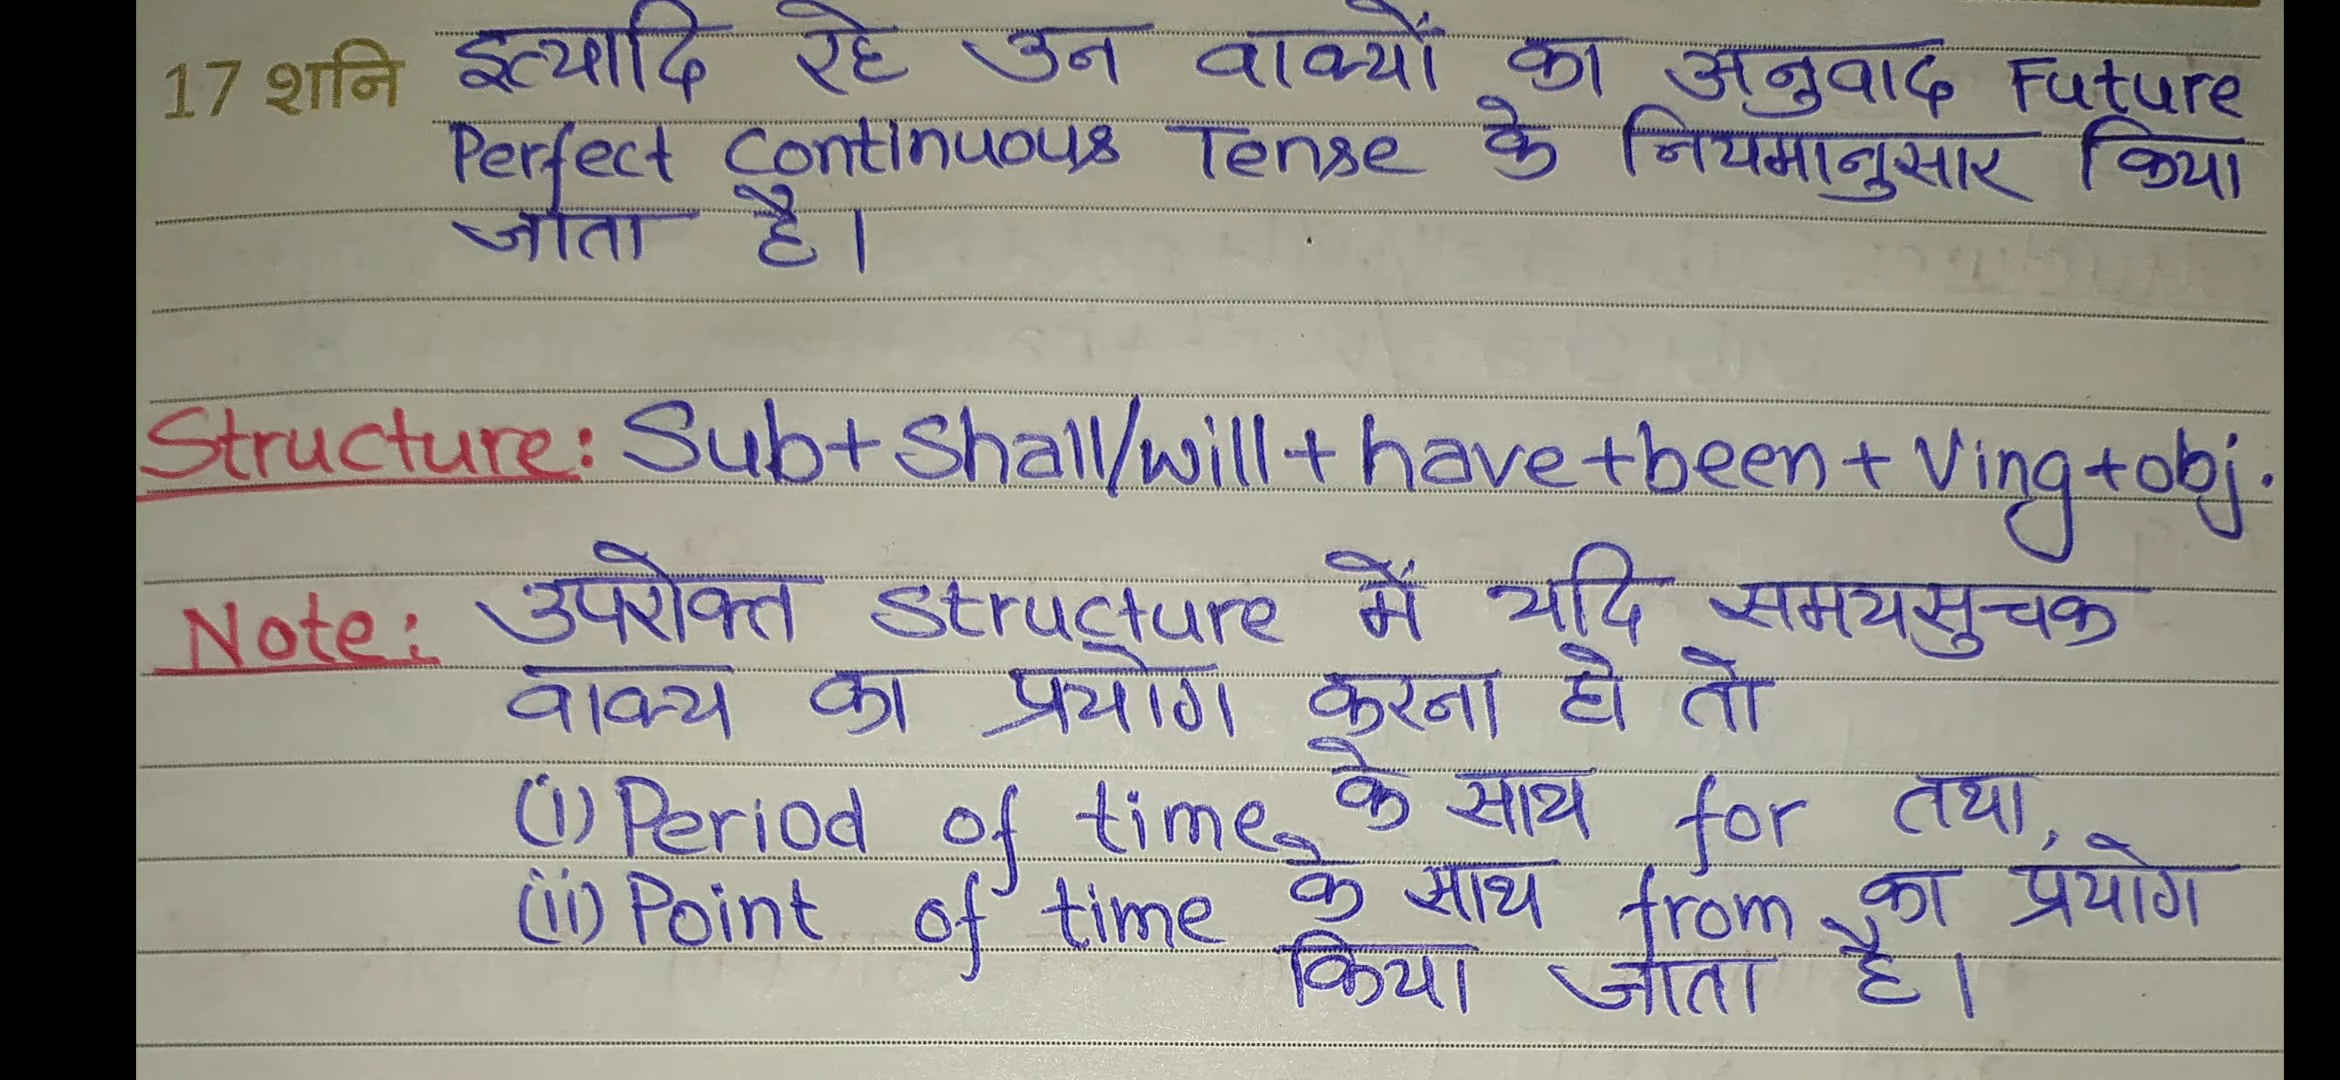 17 शनि इत्यादि रहे उन वाक्यों का अनुवाद Future
Perfect Continuous Tense के नियमानुसार किया
जाता है।
Structure: Sub+Shall/will+have+been+Ving+obj.
Note: उपरोक्त structure में यदि समयसुचक
वाक्य का प्रयोग करना हो तो
(i) Period of time के साथ for तथा,
(ii) Point of time के साथ from का प्रयोग
किया जाता है।